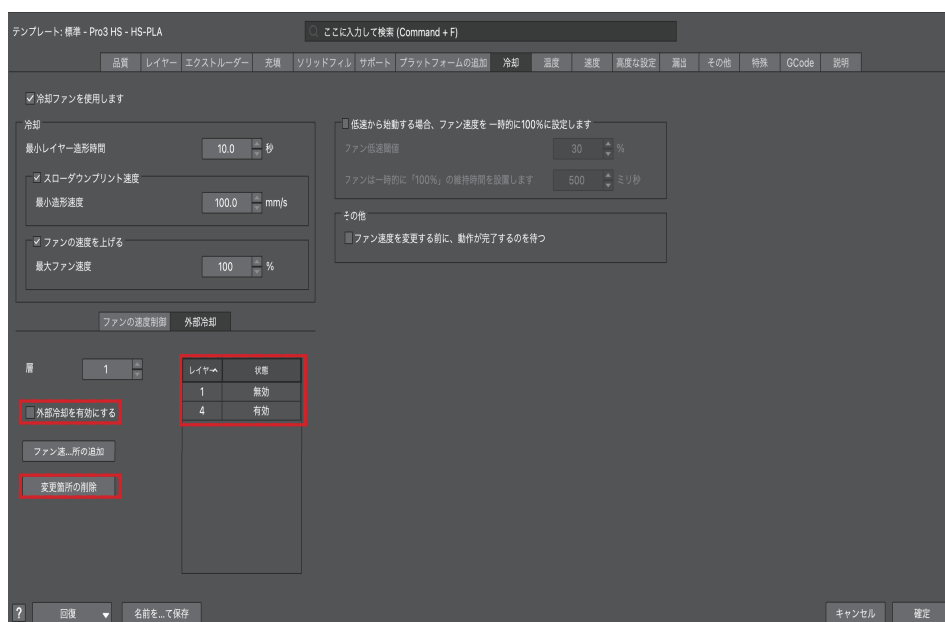 テンプレート: 標準 - Pro3 HS - HS-PLA
ここに入力して検索 (Command + F)
品質 レイヤー エクストルーダー 充填 ソリッドフィル サポート プラットフォームの追加 冷却 温度 速度 高度な設定 漏出 その他 特殊 GCode 説明
冷却ファンを使用します
冷却
最小レイヤー造形時間 10.0 秒
スローダウンプリント速度
最小造形速度 100.0 mm/s
ファンの速度を上げる
最大ファン速度 100 %
低速から始動する場合、ファン速度を一時的に100%に設定します
ファン低速閾値 30 %
ファンは一時的に「100%」の維持時間を設置します 500 ミリ秒
その他
ファン速度を変更する前に、動作が完了するのを待つ
ファンの速度制御 外部冷却
層 1
外部冷却を有効にする
ファン速...所の追加
変更箇所の削除
レイヤー 状態
1 無効
4 有効
? 回復 名前を...て保存 キャンセル 確定